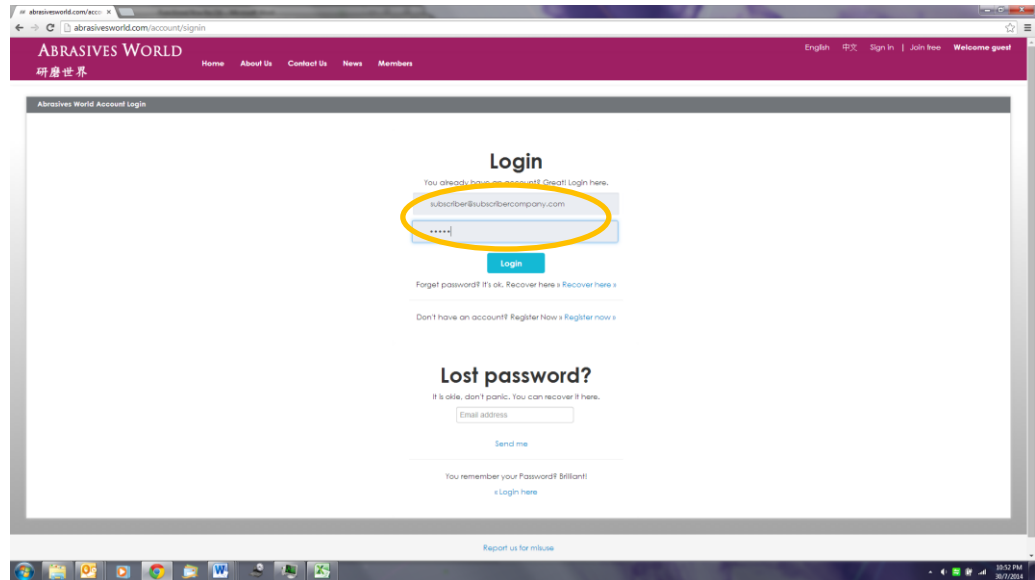 abrasivesworld.com/acco
abrasivesworld.com/account/signin
ABRASIVES WORLD
研磨世界
Home About Us Contact Us News Members
English 中文 Sign in | Join free Welcome guest
Abrasives World Account Login
Login
You already have an account? Great! Login here.
subscriber@subscribercompany.com
•••••
Login
Forget password? It's ok. Recover here » Recover here »
Don't have an account? Register Now » Register now »
Lost password?
It is okie, don't panic. You can recover it here.
Email address
Send me
You remember your Password? Brilliant!
« Login here
Report us for misuse
10:52 PM
30/7/2014